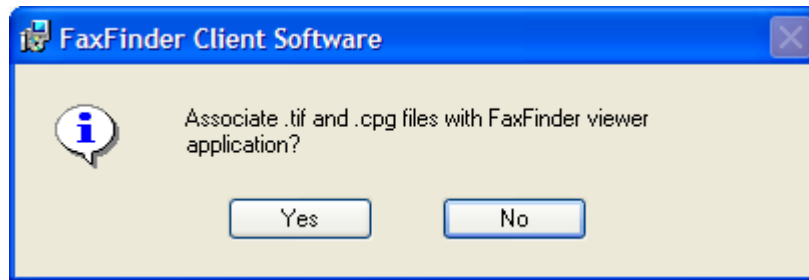 FaxFinder Client Software
Associate .tif and .cpg files with FaxFinder viewer
application?
Yes No